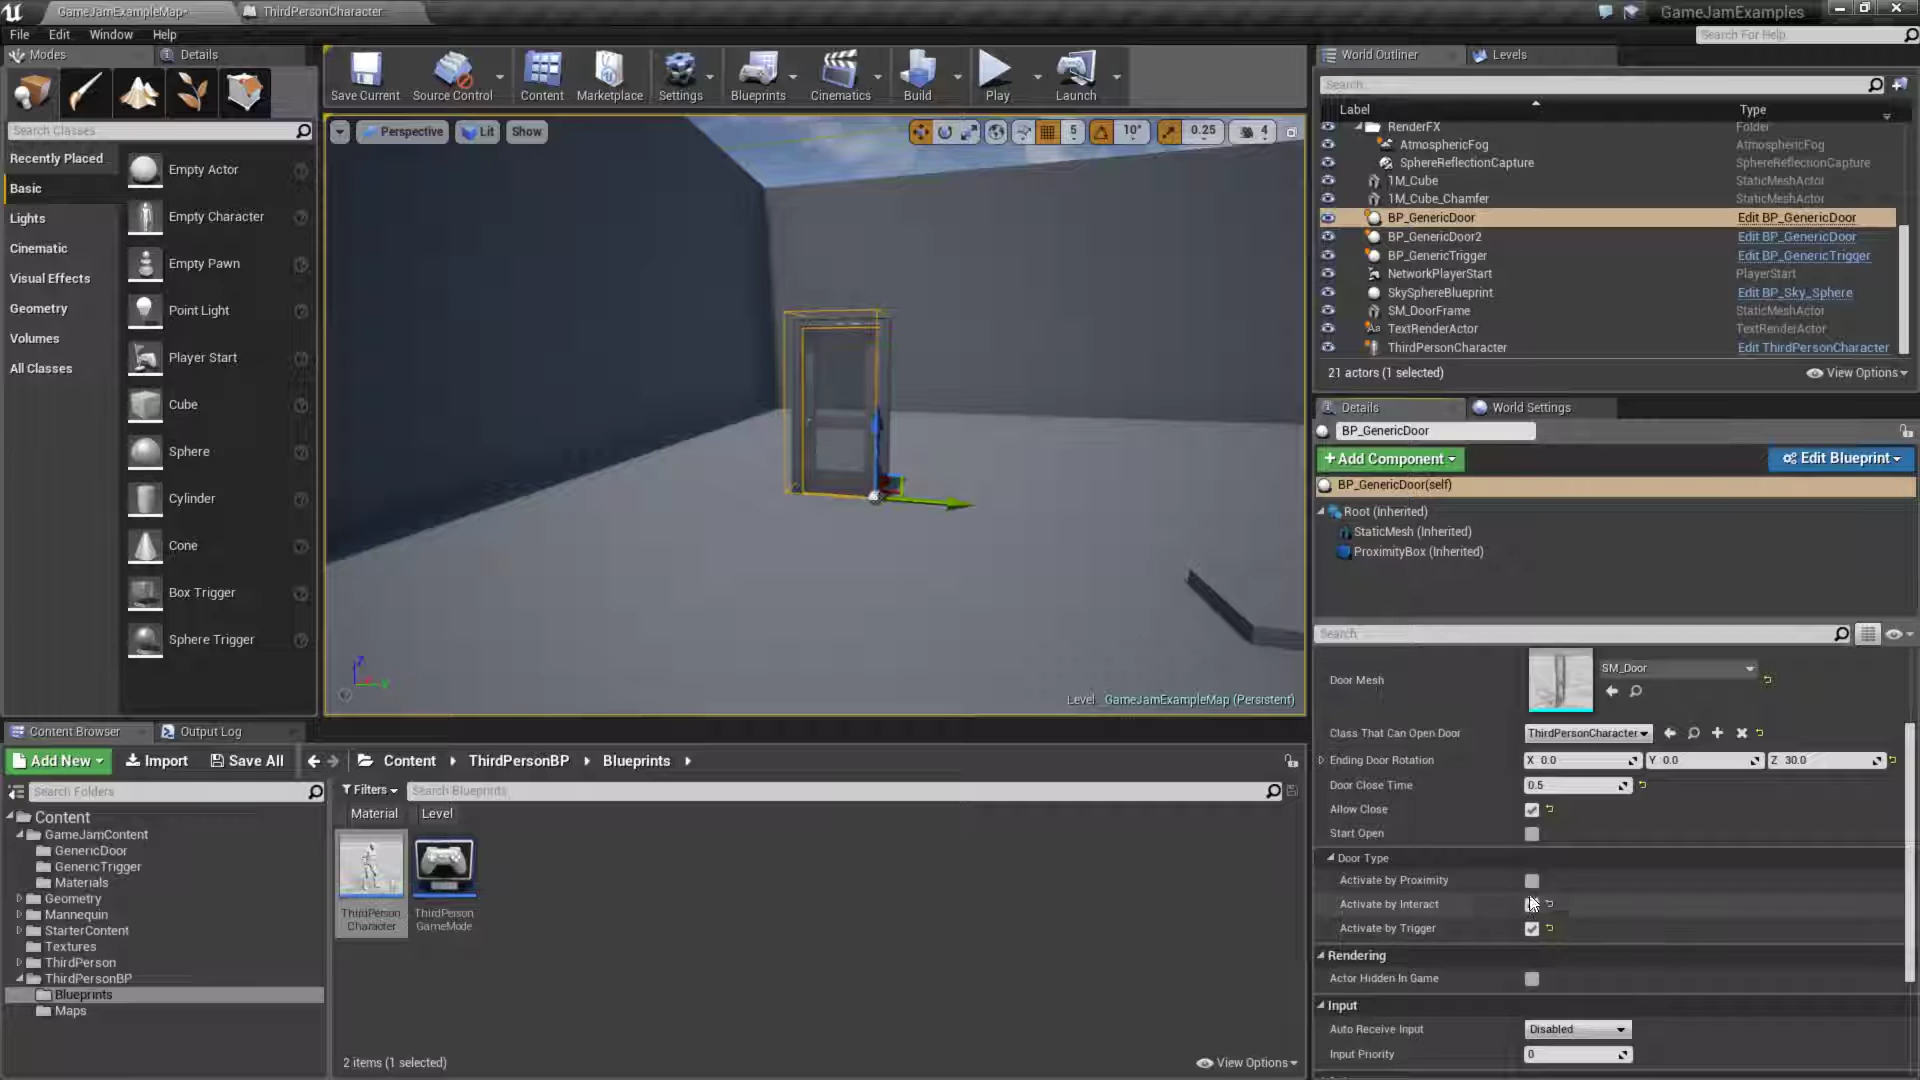 GameJamExampleMap*
ThirdPersonCharacter
GameJamExamples
File
Edit
Window
Help
Search For Help
Modes
Details
Search Classes
Recently Placed
Basic
Lights
Cinematic
Visual Effects
Geometry
Volumes
All Classes
Empty Actor
Empty Character
Empty Pawn
Point Light
Player Start
Cube
Sphere
Cylinder
Cone
Box Trigger
Sphere Trigger
Save Current
Source Control
Content
Marketplace
Settings
Blueprints
Cinematics
Build
Play
Launch
Perspective
Lit
Show
5
10°
0.25
4
Level: GameJamExampleMap (Persistent)
World Outliner
Levels
Search...
Label
Type
RenderFX
Folder
AtmosphericFog
AtmosphericFog
SphereReflectionCapture
SphereReflectionCapture
1M_Cube
StaticMeshActor
1M_Cube_Chamfer
StaticMeshActor
BP_GenericDoor
Edit BP_GenericDoor
BP_GenericDoor2
Edit BP_GenericDoor
BP_GenericTrigger
Edit BP_GenericTrigger
NetworkPlayerStart
PlayerStart
SkySphereBlueprint
Edit BP_Sky_Sphere
SM_DoorFrame
StaticMeshActor
TextRenderActor
TextRenderActor
ThirdPersonCharacter
Edit ThirdPersonCharacter
21 actors (1 selected)
View Options
Details
World Settings
BP_GenericDoor
+Add Component
Edit Blueprint
BP_GenericDoor(self)
Root (Inherited)
StaticMesh (Inherited)
ProximityBox (Inherited)
Search
Door Mesh
SM_Door
Class That Can Open Door
ThirdPersonCharacter
Ending Door Rotation
X 0.0
Y 0.0
Z 30.0
Door Close Time
0.5
Allow Close
Start Open
Door Type
Activate by Proximity
Activate by Interact
Activate by Trigger
Rendering
Actor Hidden In Game
Input
Auto Receive Input
Disabled
Input Priority
0
Content Browser
Output Log
Add New
Import
Save All
Content
ThirdPersonBP
Blueprints
Search Folders
Content
GameJamContent
GenericDoor
GenericTrigger
Materials
Geometry
Mannequin
StarterContent
Textures
ThirdPerson
ThirdPersonBP
Blueprints
Maps
Filters
Search Blueprints
Material
Level
ThirdPerson
Character
ThirdPerson
GameMode
2 items (1 selected)
View Options